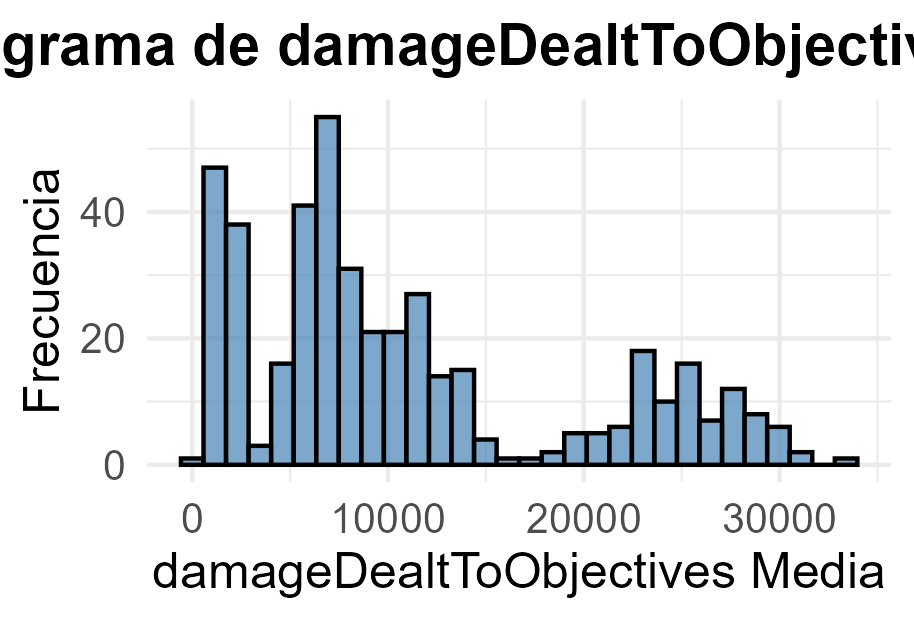 grama de damageDealtToObjectiv
Frecuencia
40
20
0
0 10000 20000 30000
damageDealtToObjectives Media